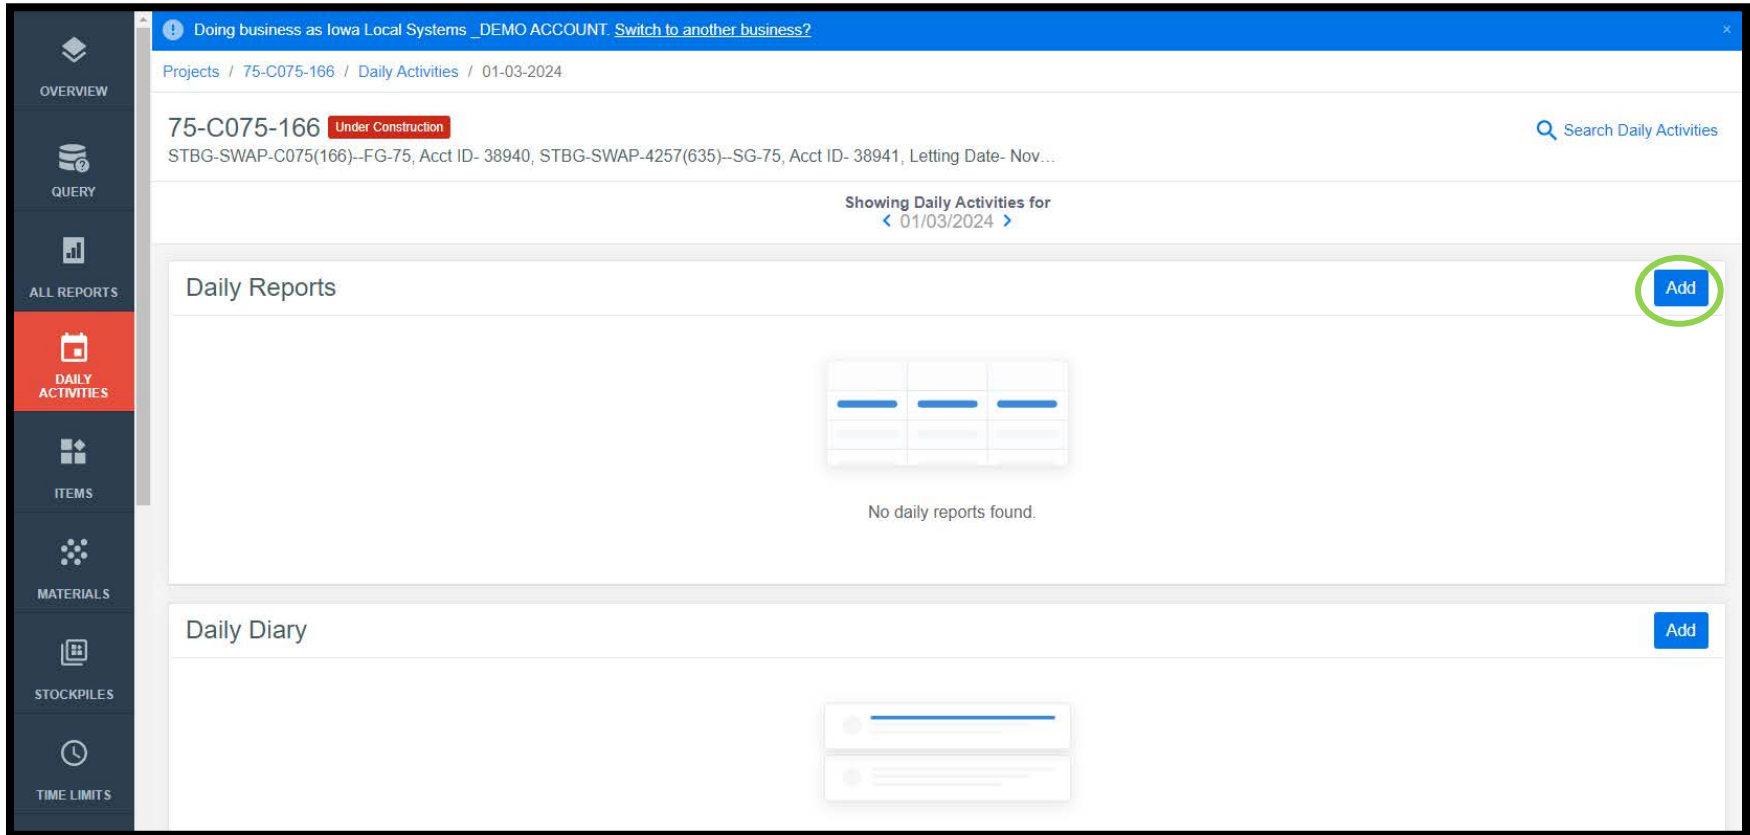 Doing business as Iowa Local Systems _DEMO ACCOUNT. Switch to another business?
×
Projects / 75-C075-166 / Daily Activities / 01-03-2024
OVERVIEW
QUERY
ALL REPORTS
DAILY
ACTIVITIES
ITEMS
MATERIALS
STOCKPILES
TIME LIMITS
75-C075-166 Under Construction
STBG-SWAP-C075(166)--FG-75, Acct ID- 38940, STBG-SWAP-4257(635)--SG-75, Acct ID- 38941, Letting Date- Nov...
Search Daily Activities
Showing Daily Activities for
< 01/03/2024 >
Daily Reports
Add
No daily reports found.
Daily Diary
Add